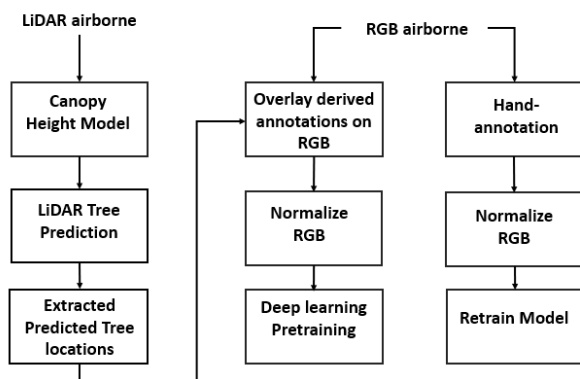 LiDAR airborne
Canopy
Height Model
LiDAR Tree
Prediction
Extracted
Predicted Tree
locations
RGB airborne
Overlay derived
annotations on
RGB
Normalize
RGB
Deep learning
Pretraining
Hand-
annotation
Normalize
RGB
Retrain Model